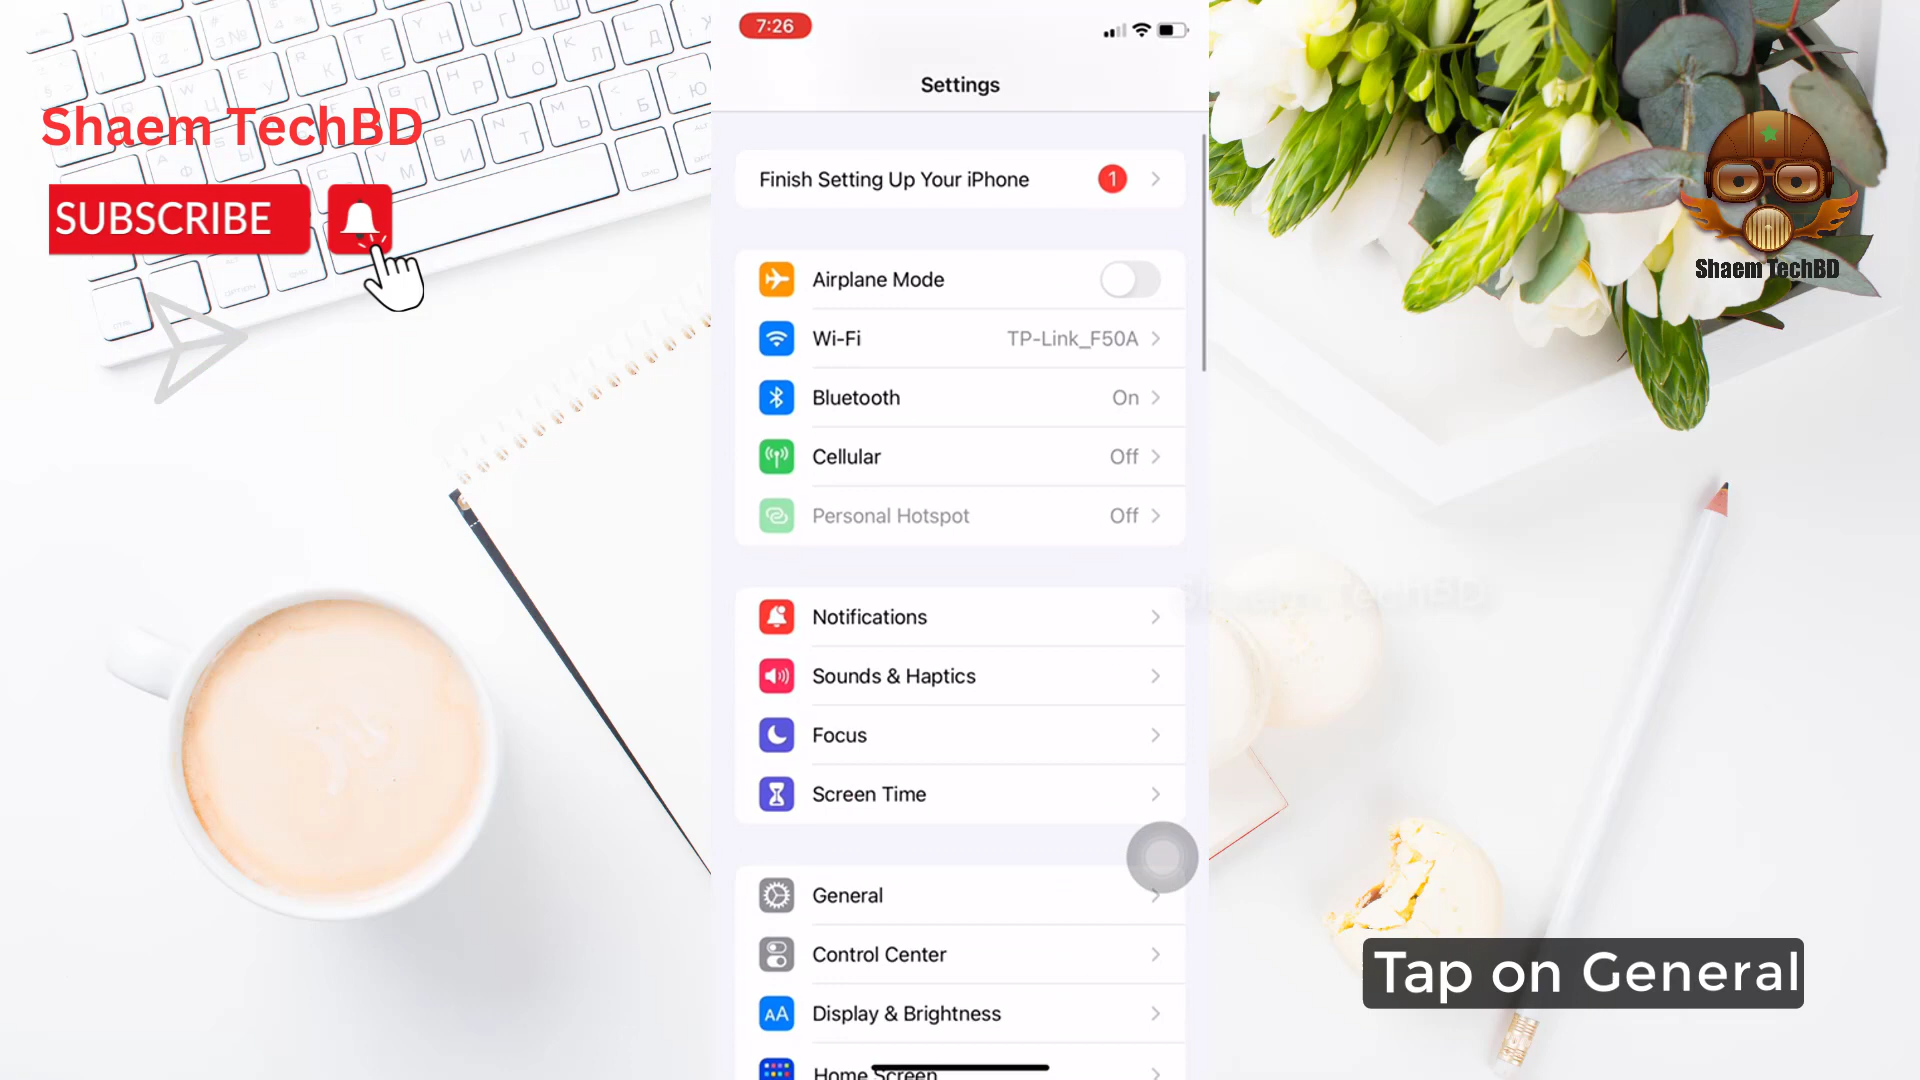 7:26
Settings
Shaem TechBD
SUBSCRIBE
Finish Setting Up Your iPhone 1
Airplane Mode
Wi-Fi TP-Link_F50A
Bluetooth On
Cellular Off
Personal Hotspot Off
Notifications
Sounds & Haptics
Focus
Screen Time
General
Control Center
AA Display & Brightness
Home Screen
Shaem TechBD
Shaem TechBD
Tap on General